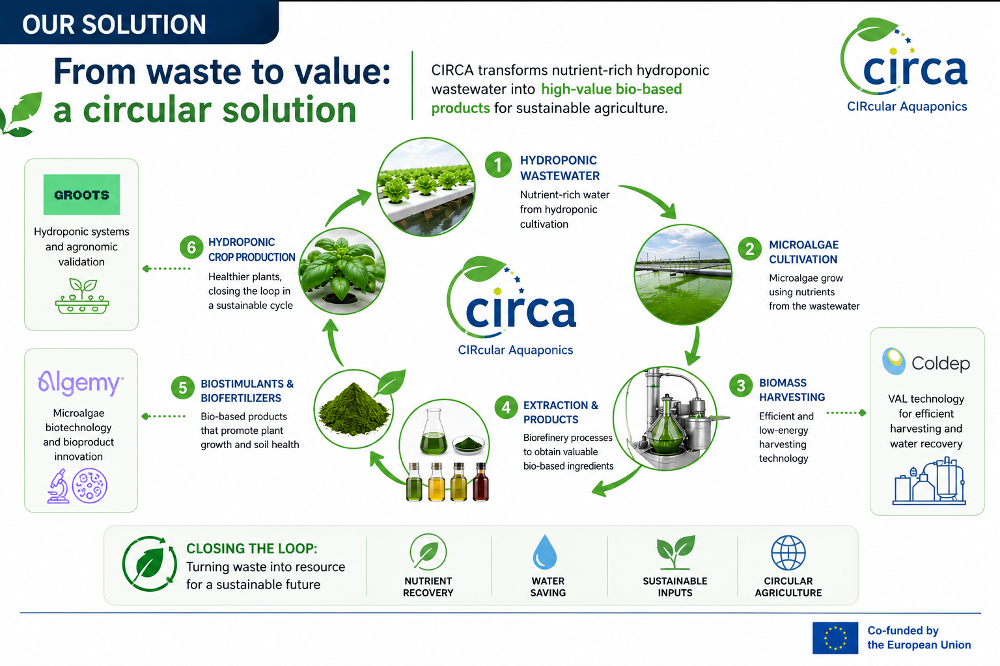 OUR SOLUTION
From waste to value:
a circular solution
CIRCA transforms nutrient-rich hydroponic
wastewater into high-value bio-based
products for sustainable agriculture.
circa
CIRcular Aquaponics
1
HYDROPONIC
WASTEWATER
Nutrient-rich water
from hydroponic
cultivation
2
MICROALGAE
CULTIVATION
Microalgae grow
using nutrients
from the wastewater
3
BIOMASS
HARVESTING
Efficient and
low-energy
harvesting
technology
Coldep
VAL technology
for efficient
harvesting and
water recovery
4
EXTRACTION &
PRODUCTS
Biorefinery processes
to obtain valuable
bio-based ingredients
5
BIOSTIMULANTS &
BIOFERTILIZERS
Bio-based products
that promote plant
growth and soil health
Algemy™
Microalgae
biotechnology
and bioproduct
innovation
6
HYDROPONIC
CROP PRODUCTION
Healthier plants,
closing the loop in
a sustainable cycle
GROOTS
Hydroponic systems
and agronomic
validation
circa
CIRcular Aquaponics
CLOSING THE LOOP:
Turning waste into resource
for a sustainable future
NUTRIENT
RECOVERY
WATER
SAVING
SUSTAINABLE
INPUTS
CIRCULAR
AGRICULTURE
Co-funded by
the European Union